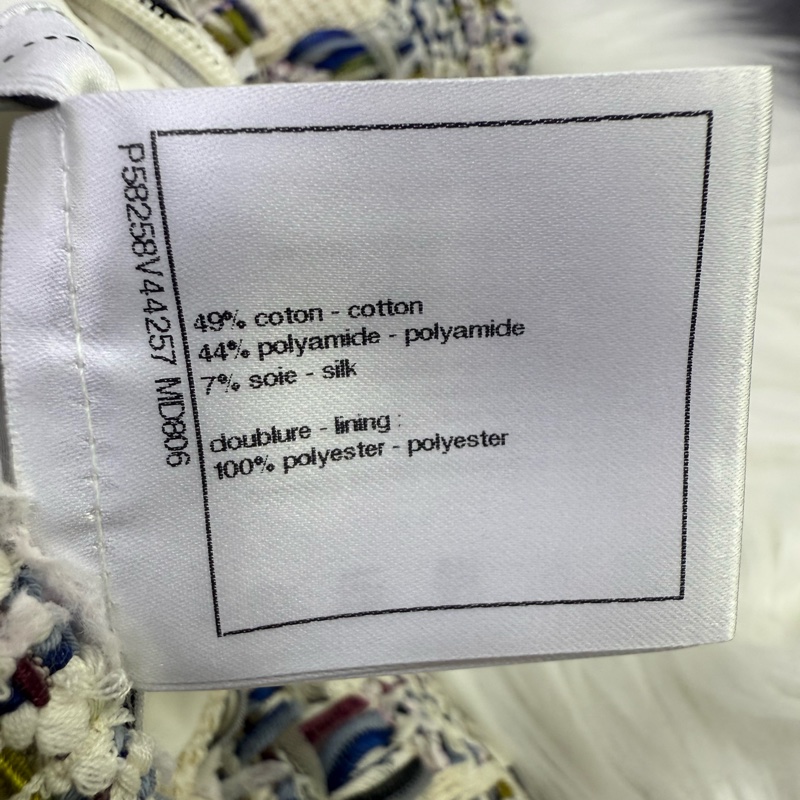 P58258V44257 MD806
49% coton - cotton
44% polyamide - polyamide
7% soie - silk
doublure - lining :
100% polyester - polyester